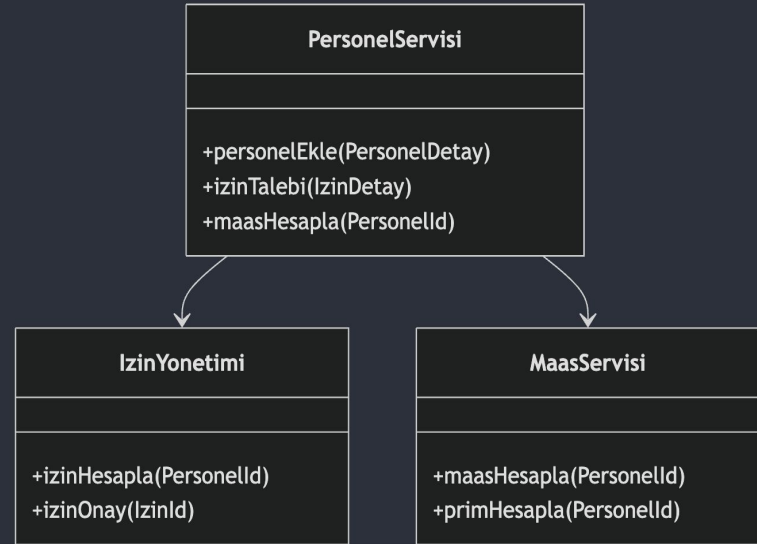 PersonelServisi
+personelEkle(PersonelDetay)
+izinTalebi(IzinDetay)
+maasHesapla(PersonelId)
IzinYonetimi
+izinHesapla(PersonelId)
+izinOnay(IzinId)
MaasServisi
+maasHesapla(PersonelId)
+primHesapla(PersonelId)